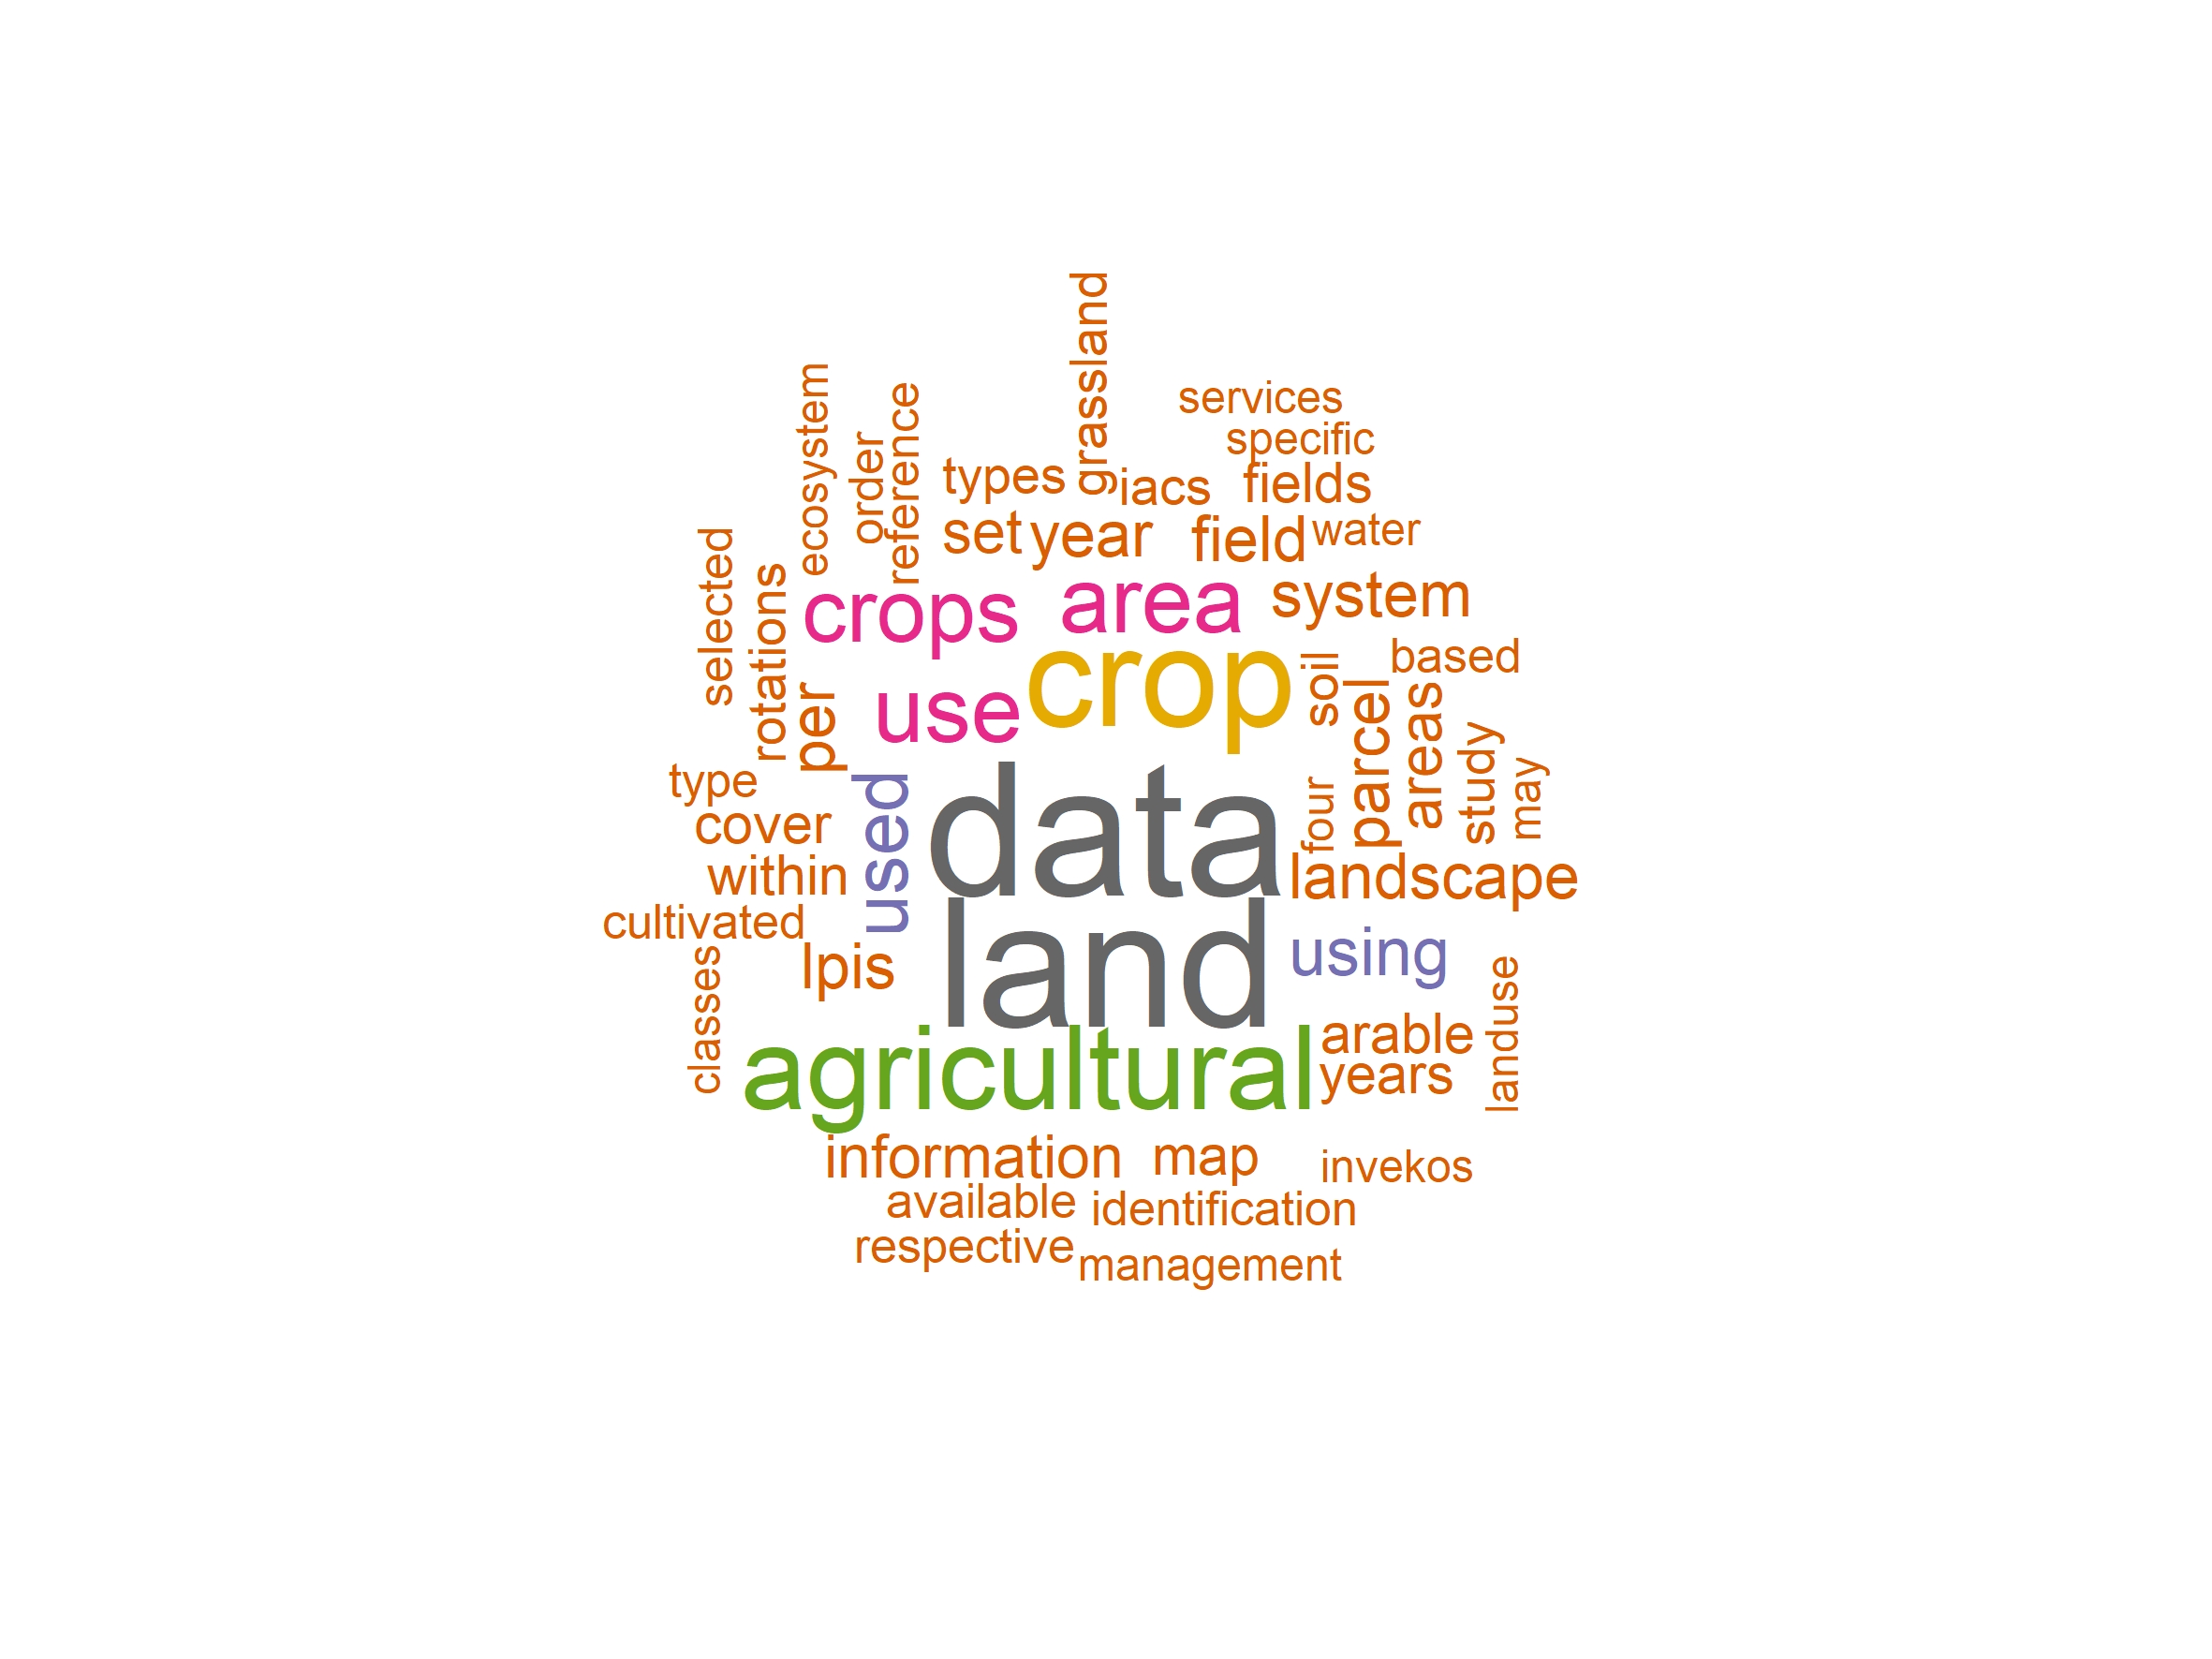 grassland
services
ecosystem
order
reference
specific
types
iacs
fields
set
year
field
water
selected
rotations
crops
area
system
crop
based
soil
per
use
parcel
areas
study
may
type
used
data
four
cover
within
landscape
cultivated
lpis
land
using
classes
landuse
agricultural
arable
years
information
map
invekos
available
identification
respective
management